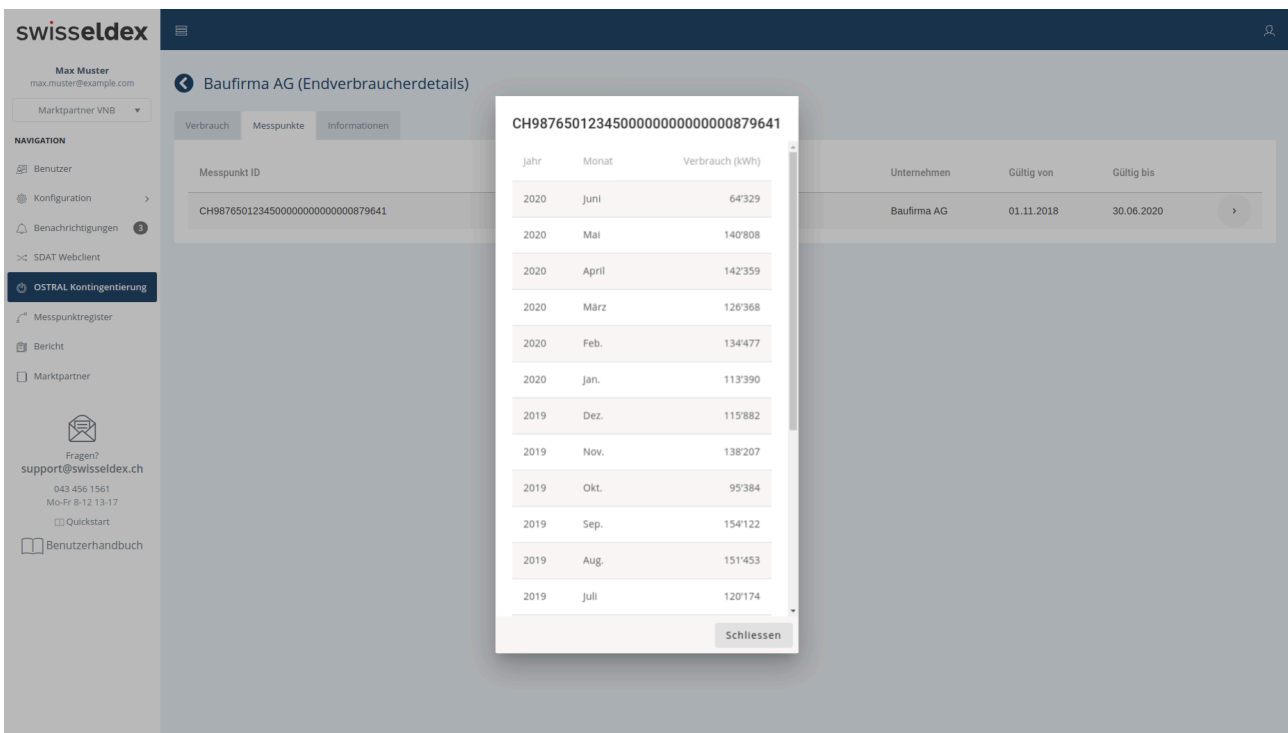 swisseldex
Max Muster
max.muster@example.com
Marktpartner VNB
NAVIGATION
Benutzer
Konfiguration
Benachrichtigungen 3
SDAT Webclient
OSTRAL Kontingentierung
Messpunktregister
Bericht
Marktpartner
Fragen?
support@swisseldex.ch
043 456 1561
Mo-Fr 8-12 13-17
Quickstart
Benutzerhandbuch
Baufirma AG (Endverbraucherdetails)
Verbrauch Messpunkte Informationen
Messpunkt ID Unternehmen Gültig von Gültig bis
CH9876501234500000000000000879641 Baufirma AG 01.11.2018 30.06.2020
CH9876501234500000000000000879641
Jahr Monat Verbrauch (kWh)
2020 Juni 64'329
2020 Mai 140'808
2020 April 142'359
2020 März 126'368
2020 Feb. 134'477
2020 Jan. 113'390
2019 Dez. 115'882
2019 Nov. 138'207
2019 Okt. 95'384
2019 Sep. 154'122
2019 Aug. 151'453
2019 Juli 120'174
Schliessen